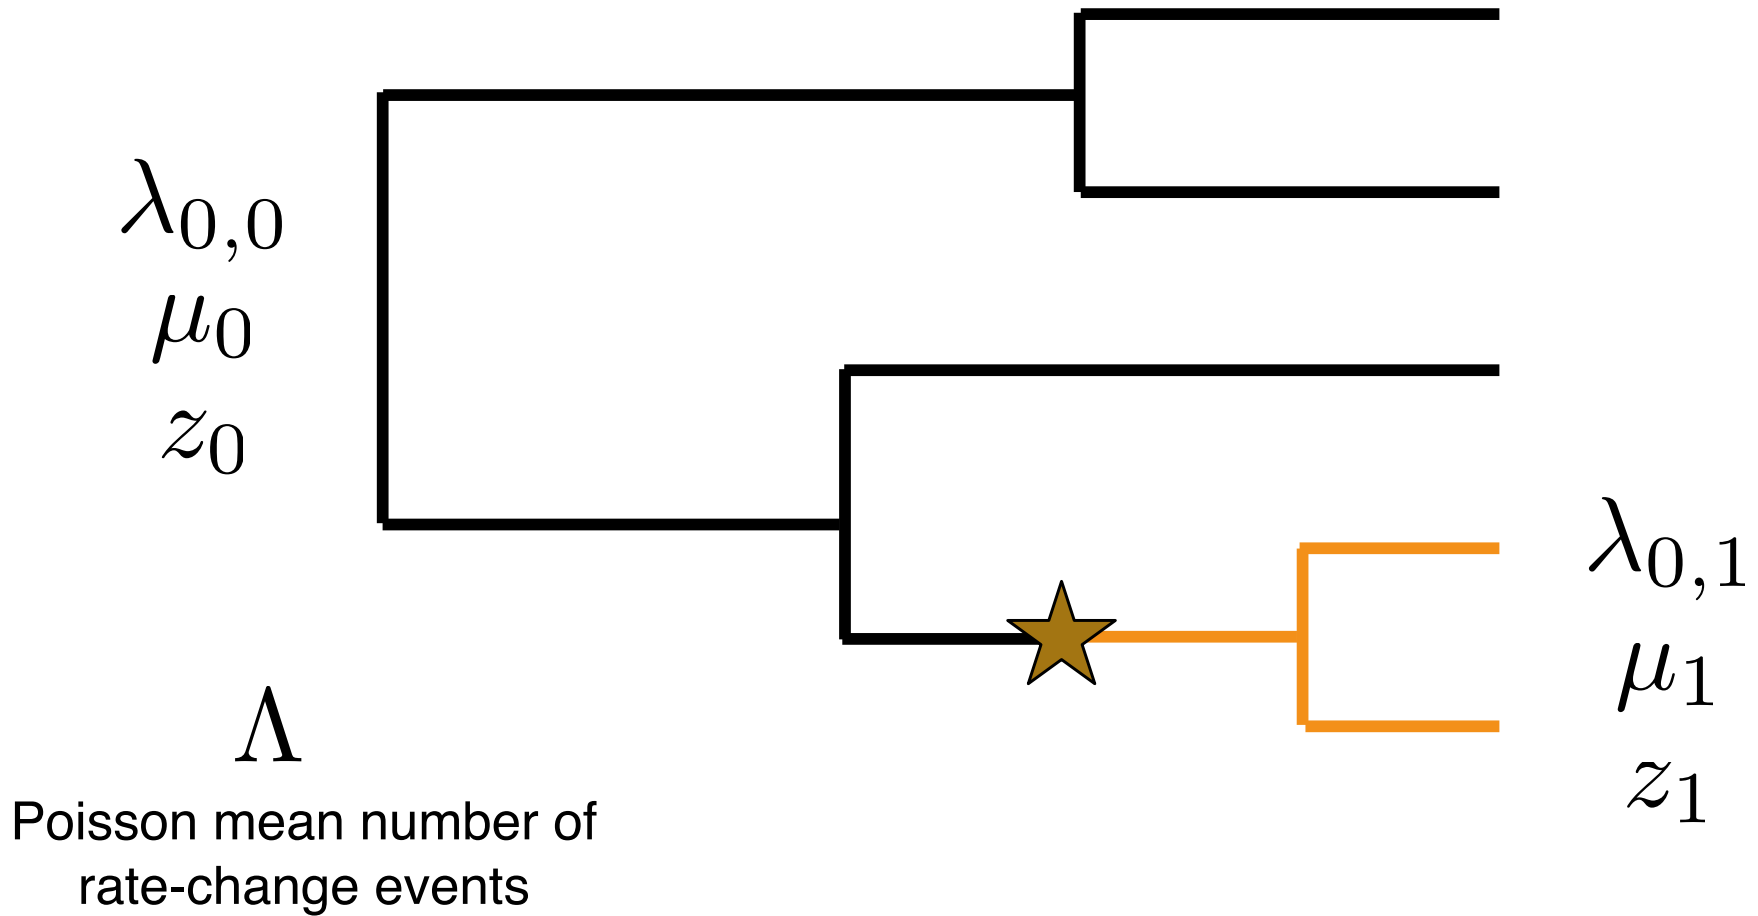 λ0,0
μ0
z0
λ0,1
μ1
z1
Λ
Poisson mean number of
rate-change events